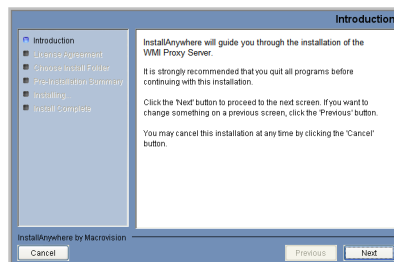 Introduction
Introduction
License Agreement
Choose Install Folder
Pre-Installation Summary
Installing...
Install Complete
InstallAnywhere will guide you through the installation of the
WMI Proxy Server.
It is strongly recommended that you quit all programs before
continuing with this installation.
Click the 'Next' button to proceed to the next screen. If you want to
change something on a previous screen, click the 'Previous' button.
You may cancel this installation at any time by clicking the 'Cancel'
button.
InstallAnywhere by Macrovision
Cancel
Previous
Next